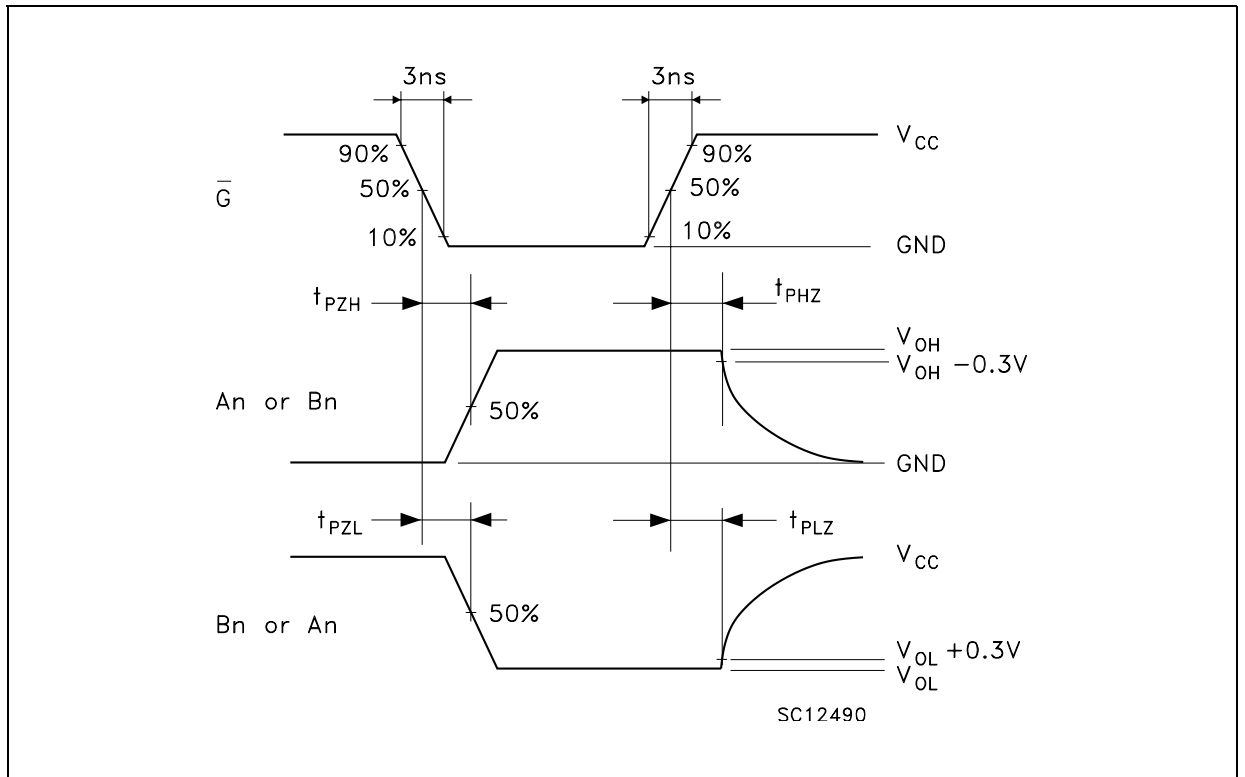 3ns 3ns
V_CC
90% 90%
50% 50%
G̅
10% 10%
GND
t_PZH t_PHZ
V_OH
V_OH −0.3V
An or Bn
50%
GND
t_PZL t_PLZ
V_CC
50%
Bn or An
V_OL +0.3V
V_OL
SC12490